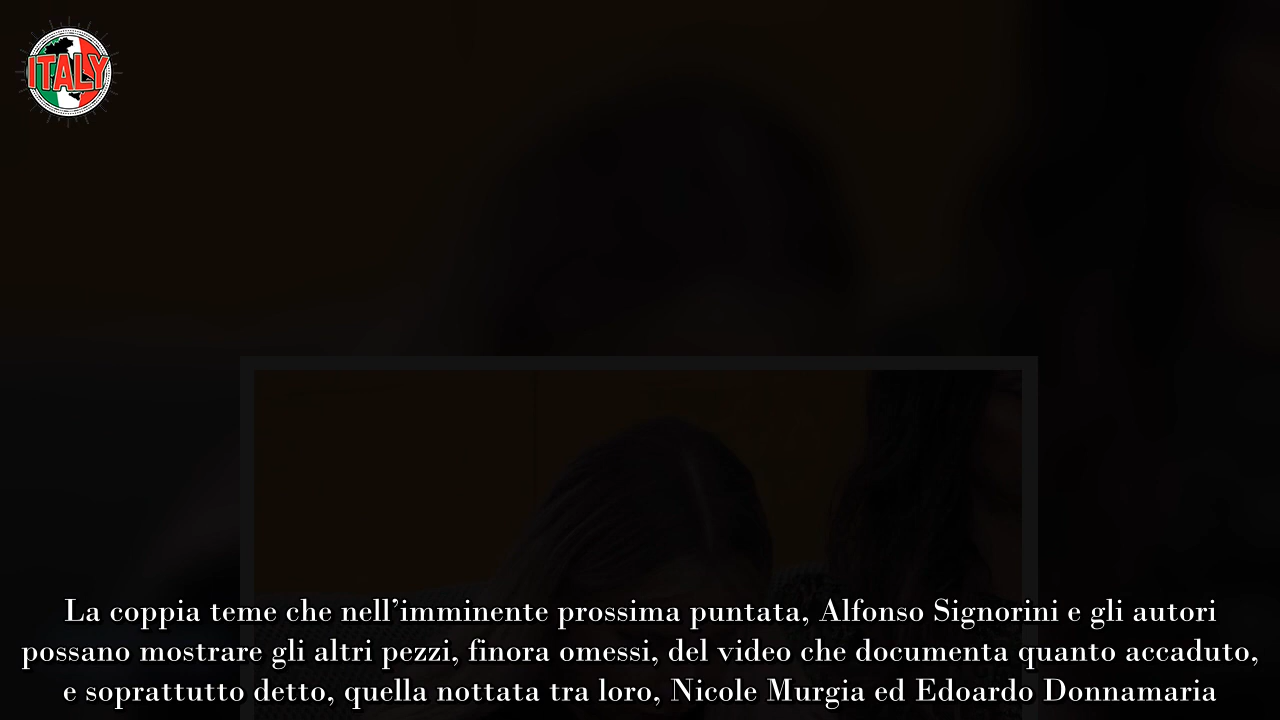 ITALY
La coppia teme che nell'imminente prossima puntata, Alfonso Signorini e gli autori
possano mostrare gli altri pezzi, finora omessi, del video che documenta quanto accaduto,
e soprattutto detto, quella nottata tra loro, Nicole Murgia ed Edoardo Donnamaria